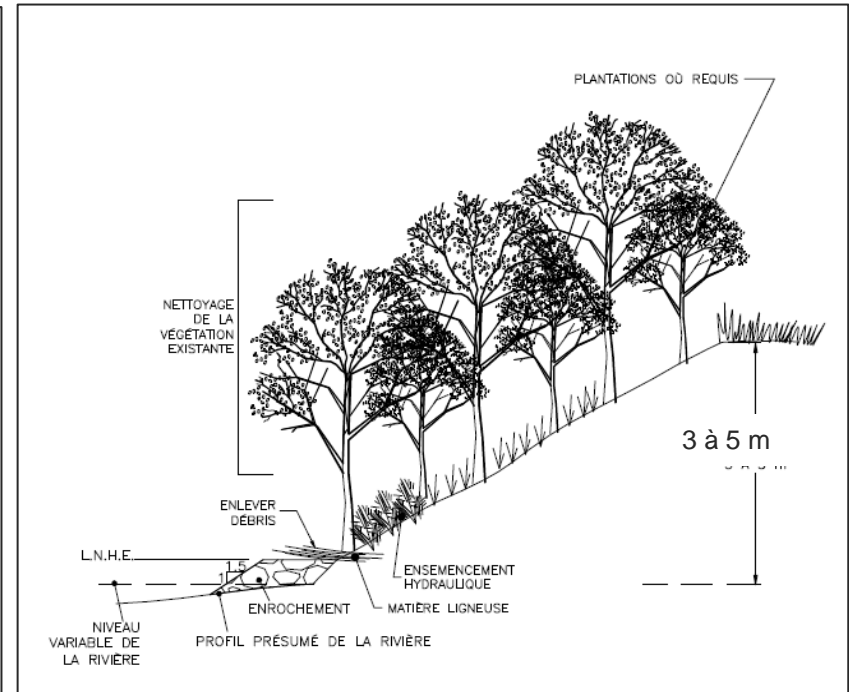 PLANTATIONS OÙ REQUIS
NETTOYAGE
DE LA
VÉGÉTATION
EXISTANTE
3 à 5 m
ENLEVER
DÉBRIS
L.N.H.E.
1.5
1
ENSEMENCEMENT
HYDRAULIQUE
ENROCHEMENT
MATIÈRE LIGNEUSE
NIVEAU
VARIABLE DE
LA RIVIÈRE
PROFIL PRÉSUMÉ DE LA RIVIÈRE